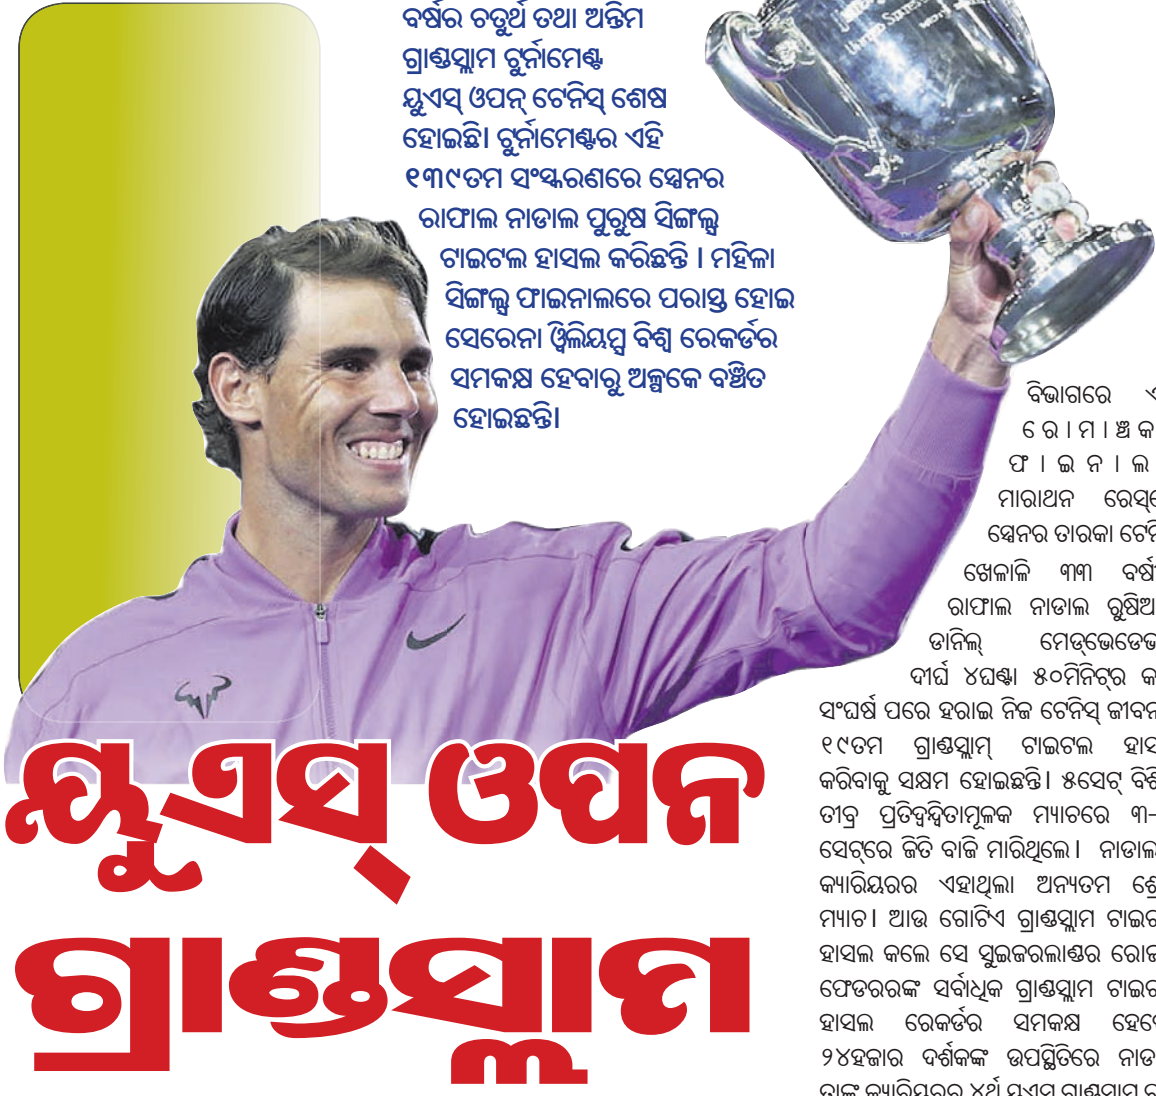 ବର୍ଷର ଚତୁର୍ଥ ତଥା ଅନ୍ତିମ
ଗ୍ରାଣ୍ଡସ୍ଲାମ ଟୁର୍ନାମେଣ୍ଟ
ୟୁଏସ୍ ଓପନ୍ ଟେନିସ୍ ଶେଷ
ହୋଇଛି। ଟୁର୍ନାମେଣ୍ଟର ଏହି
୧୩୯ତମ ସଂସ୍କରଣରେ ସ୍ପେନର
ରାଫାଲ ନାଡାଲ ପୁରୁଷ ସିଙ୍ଗଲ୍ସ
ଟାଇଟଲ ହାସଲ କରିଛନ୍ତି । ମହିଳା
ସିଙ୍ଗଲ୍ସ ଫାଇନାଲରେ ପରାସ୍ତ ହୋଇ
ସେରେନା ୱିଲିୟମ୍ସ ବିଶ୍ୱ ରେକର୍ଡର
ସମକକ୍ଷ ହେବାରୁ ଅଳ୍ପକେ ବଞ୍ଚିତ
ହୋଇଛନ୍ତି।
ୟୁଏସ୍ ଓପନ
ଗ୍ରାଣ୍ଡସ୍ଲାମ
ବିଭାଗରେ
ରୋମାଞ୍ଚକ
ଫାଇନାଲ
ମାରାଥନ
ସ୍ପେନର ତାରକା
ଖେଳାଳି ୩୩
ରାଫାଲ ନାଡାଲ
ଡାନିଲ୍
ଦୀର୍ଘ ୪ଘଣ୍ଟା ୫୦ମିନିଟ୍‌ର
ସଂଘର୍ଷ ପରେ ହରାଇ ନିଜ ଟେନିସ୍
୧୯ତମ ଗ୍ରାଣ୍ଡସ୍ଲାମ୍ ଟାଇଟଲ
କରିବାକୁ ସକ୍ଷମ ହୋଇଛନ୍ତି। ୫ସେଟ୍
ତୀବ୍ର ପ୍ରତିଦ୍ୱନ୍ଦ୍ୱିତାମୂଳକ ମ୍ୟାଚରେ ୩-
ସେଟ୍‌ରେ ଜିତି ବାଜି ମାରିଥିଲେ।
କ୍ୟାରିୟରର ଏହାଥିଲା ଅନ୍ୟତମ
ମ୍ୟାଚ। ଆଉ ଗୋଟିଏ ଗ୍ରାଣ୍ଡସ୍ଲାମ
ହାସଲ କଲେ ସେ ସୁଇଜରଲାଣ୍ଡର
ଫେଡରରଙ୍କ ସର୍ବାଧିକ ଗ୍ରାଣ୍ଡସ୍ଲାମ
ହାସଲ ରେକର୍ଡର ସମକକ୍ଷ
୨୪ହଜାର ଦର୍ଶକଙ୍କ ଉପସ୍ଥିତିରେ